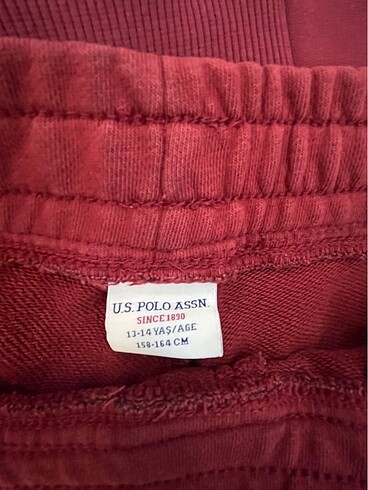 U.S. POLO ASSN.
SINCE 1890
13-14 YAŞ/AGE
158-164 CM